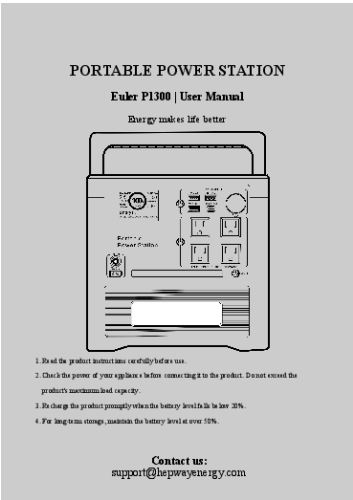 PORTABLE POWER STATION
Euler P1300 | User Manual
Energy makes life better
100
Portable
Power Station
1. Read the product instructions carefully before use.
2. Check the power of your appliance before connecting it to the product. Do not exceed the
product's maximum load capacity.
3. Recharge the product promptly when the battery level falls below 20%.
4. For long-term storage, maintain the battery level at over 50%.
Contact us:
support@hepwayenergy.com